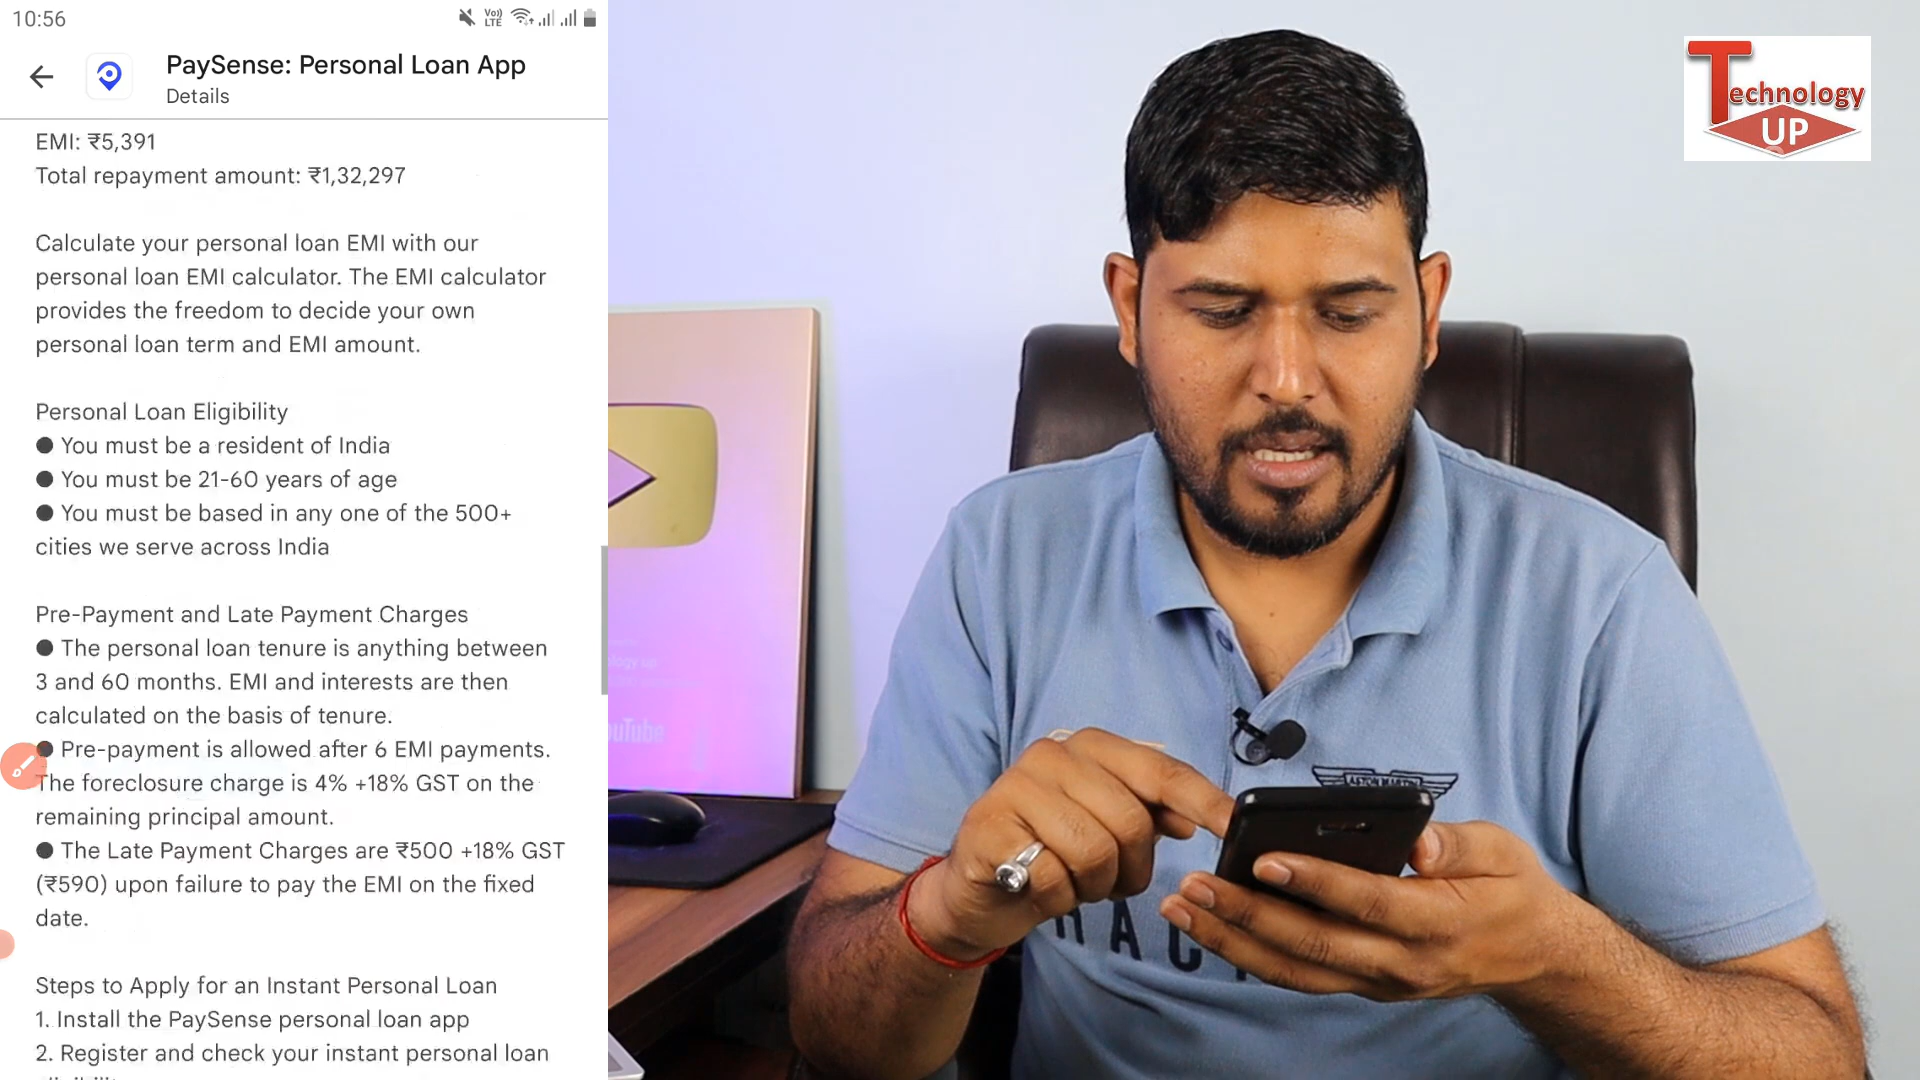 10:56
Vo))
LTE
PaySense: Personal Loan App
Details
EMI: ₹5,391
Total repayment amount: ₹1,32,297
Calculate your personal loan EMI with our
personal loan EMI calculator. The EMI calculator
provides the freedom to decide your own
personal loan term and EMI amount.
Personal Loan Eligibility
● You must be a resident of India
● You must be 21-60 years of age
● You must be based in any one of the 500+
cities we serve across India
Pre-Payment and Late Payment Charges
● The personal loan tenure is anything between
3 and 60 months. EMI and interests are then
calculated on the basis of tenure.
● Pre-payment is allowed after 6 EMI payments.
The foreclosure charge is 4% +18% GST on the
remaining principal amount.
● The Late Payment Charges are ₹500 +18% GST
(₹590) upon failure to pay the EMI on the fixed
date.
Steps to Apply for an Instant Personal Loan
1. Install the PaySense personal loan app
2. Register and check your instant personal loan
Technology
UP
ology up
ouTube
ASTON MARTIN
RAC